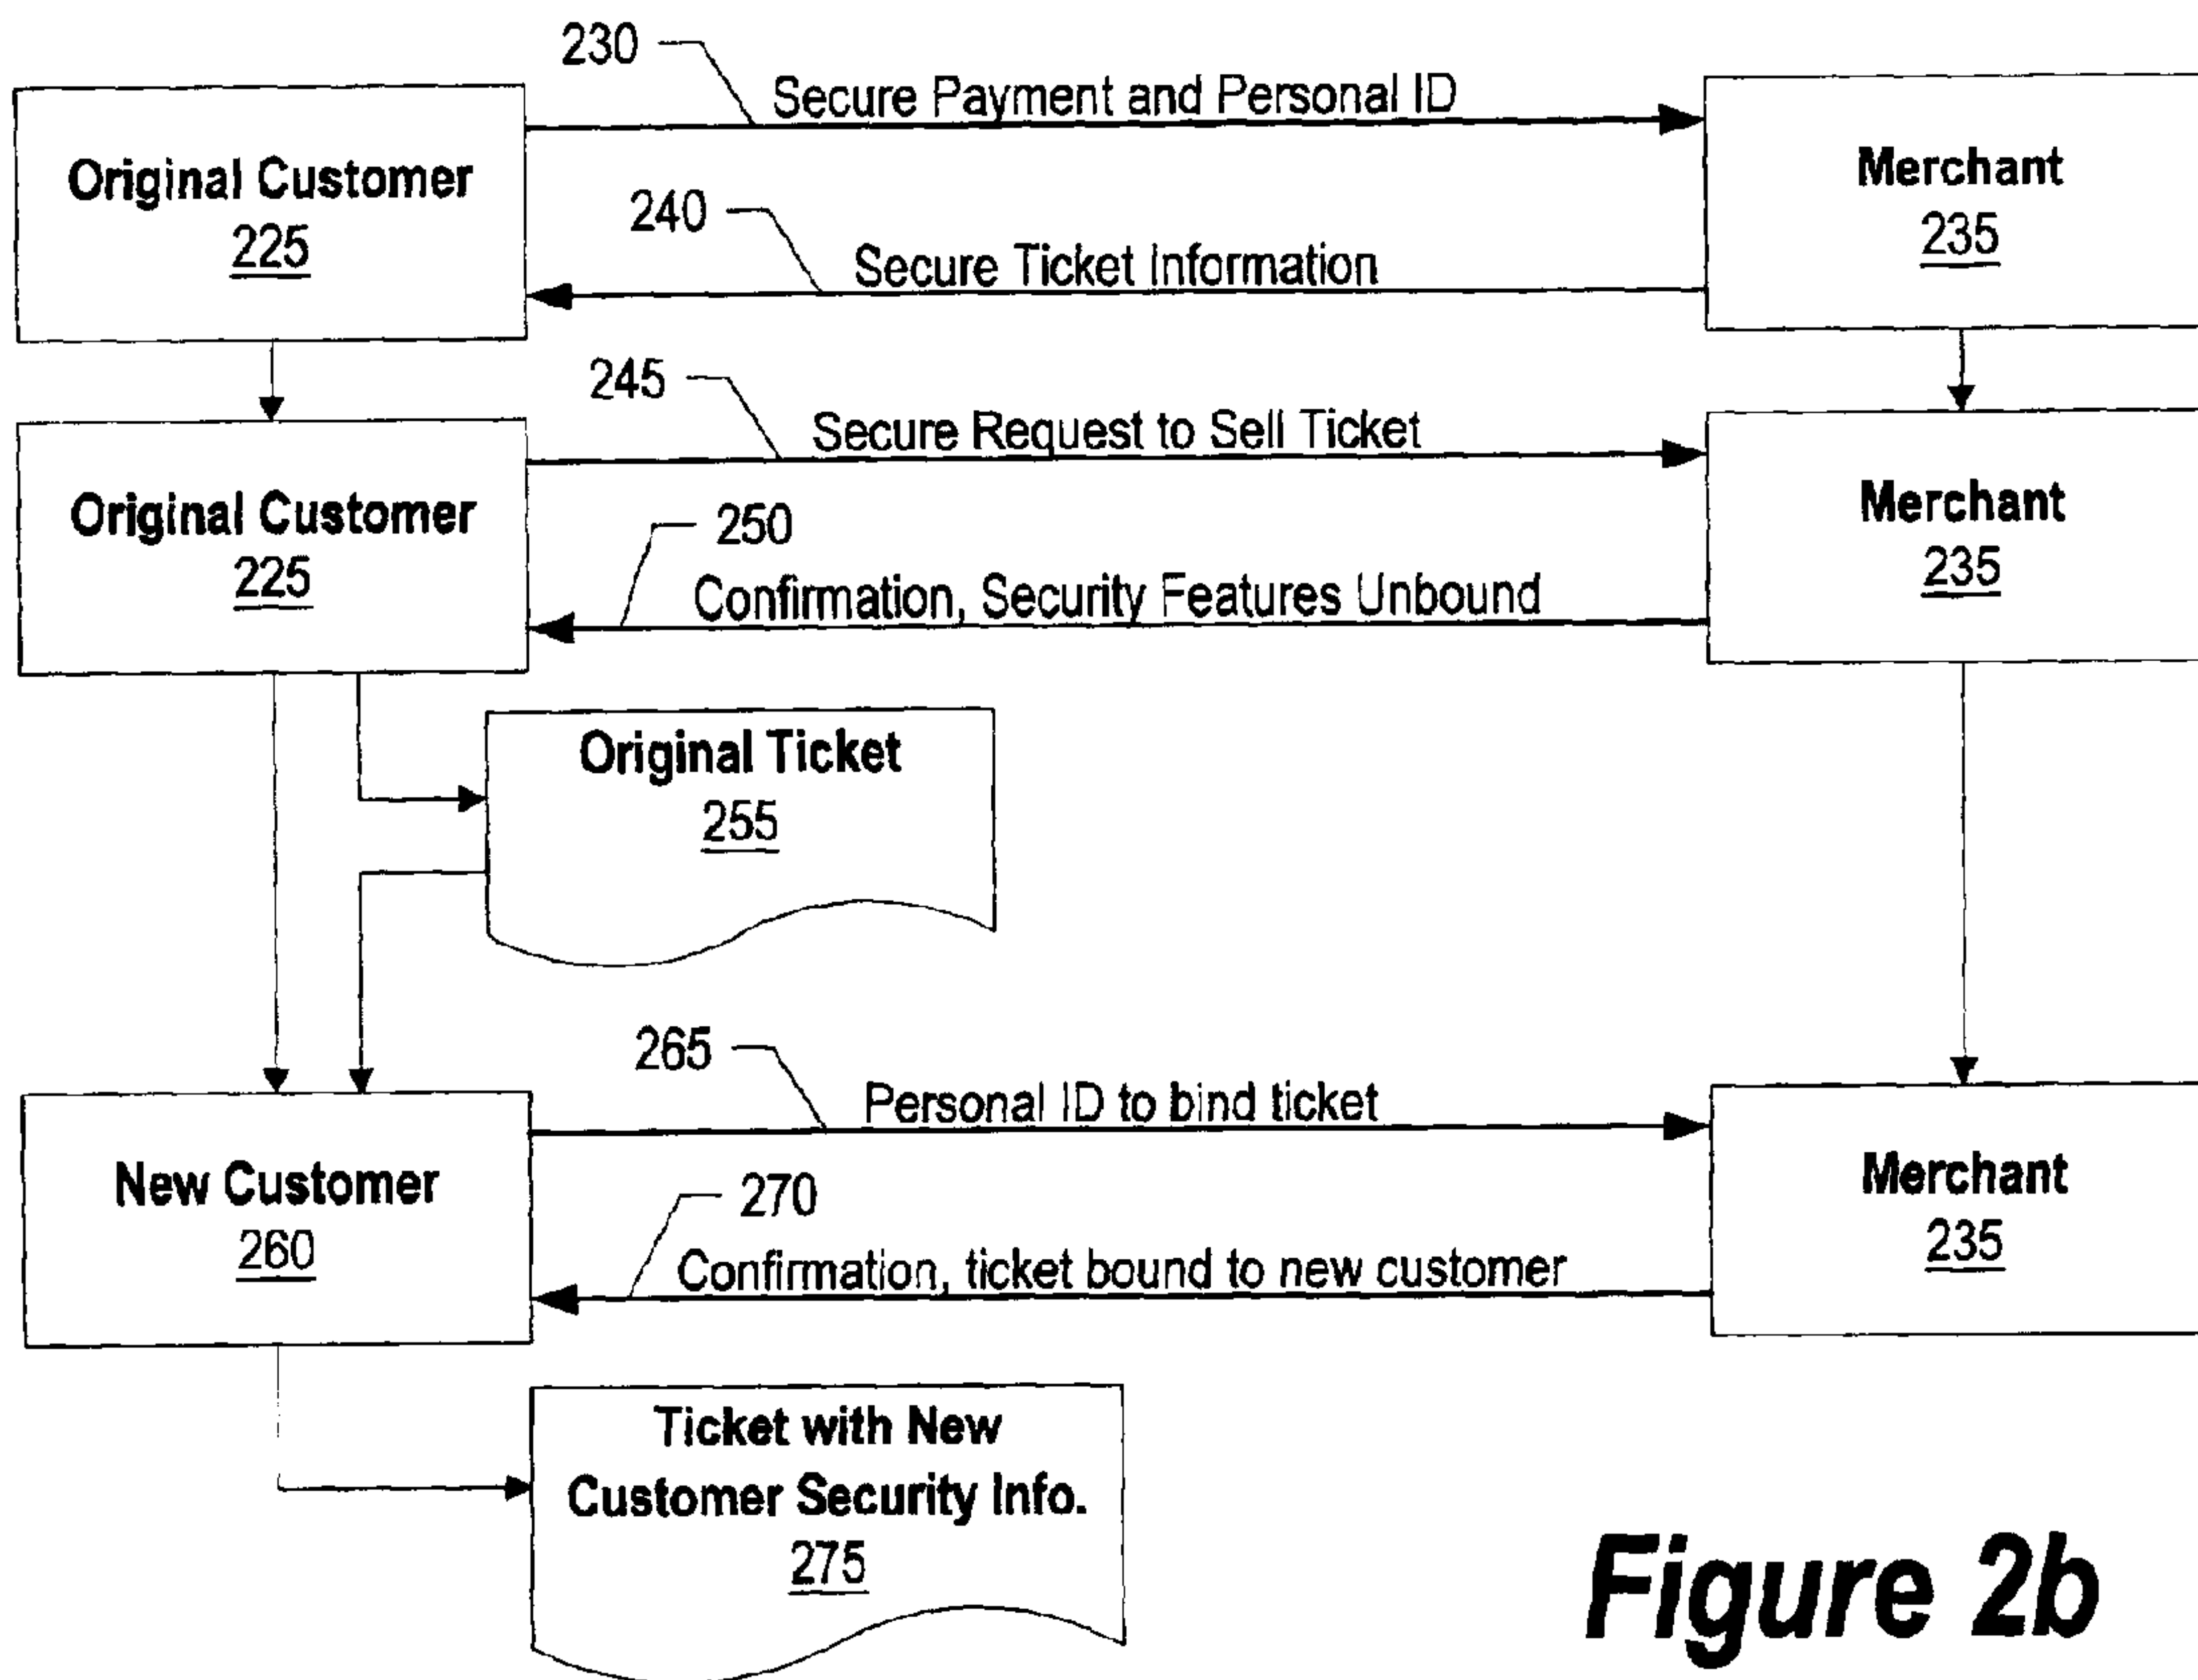 230
Secure Payment and Personal ID
Original Customer
225
Merchant
235
240
Secure Ticket Information
245
Secure Request to Sell Ticket
Original Customer
225
Merchant
235
250
Confirmation, Security Features Unbound
Original Ticket
255
265
Personal ID to bind ticket
New Customer
260
Merchant
235
270
Confirmation, ticket bound to new customer
Ticket with New
Customer Security Info.
275
Figure 2b